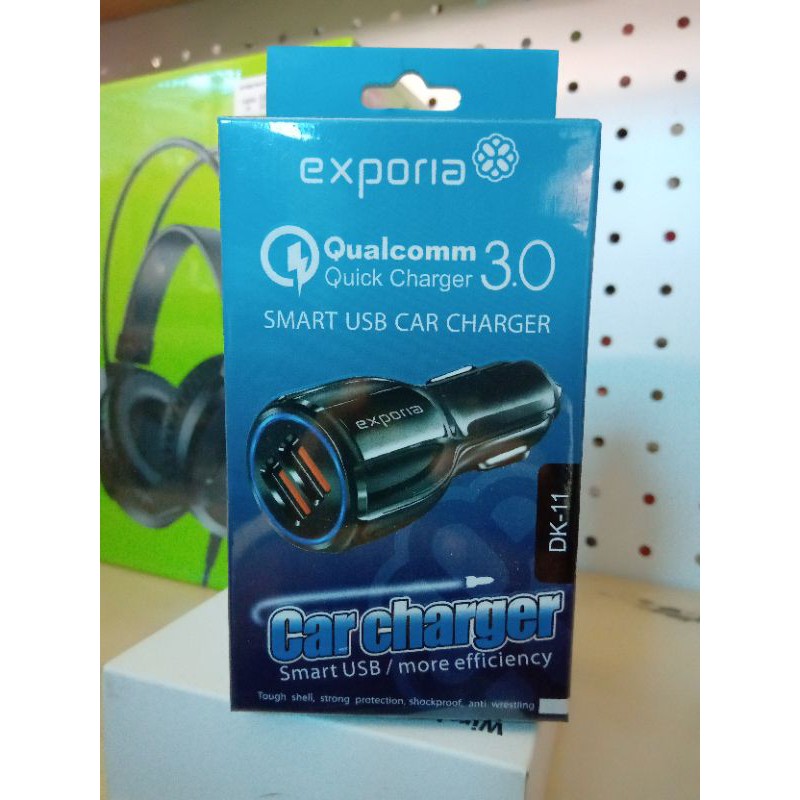 exporia
Qualcomm 3.0
Quick Charger
SMART USB CAR CHARGER
exporia
DK-11
Car charger
Smart USB / more efficiency
Tough shell, strong protection, shockproof, anti wrestling